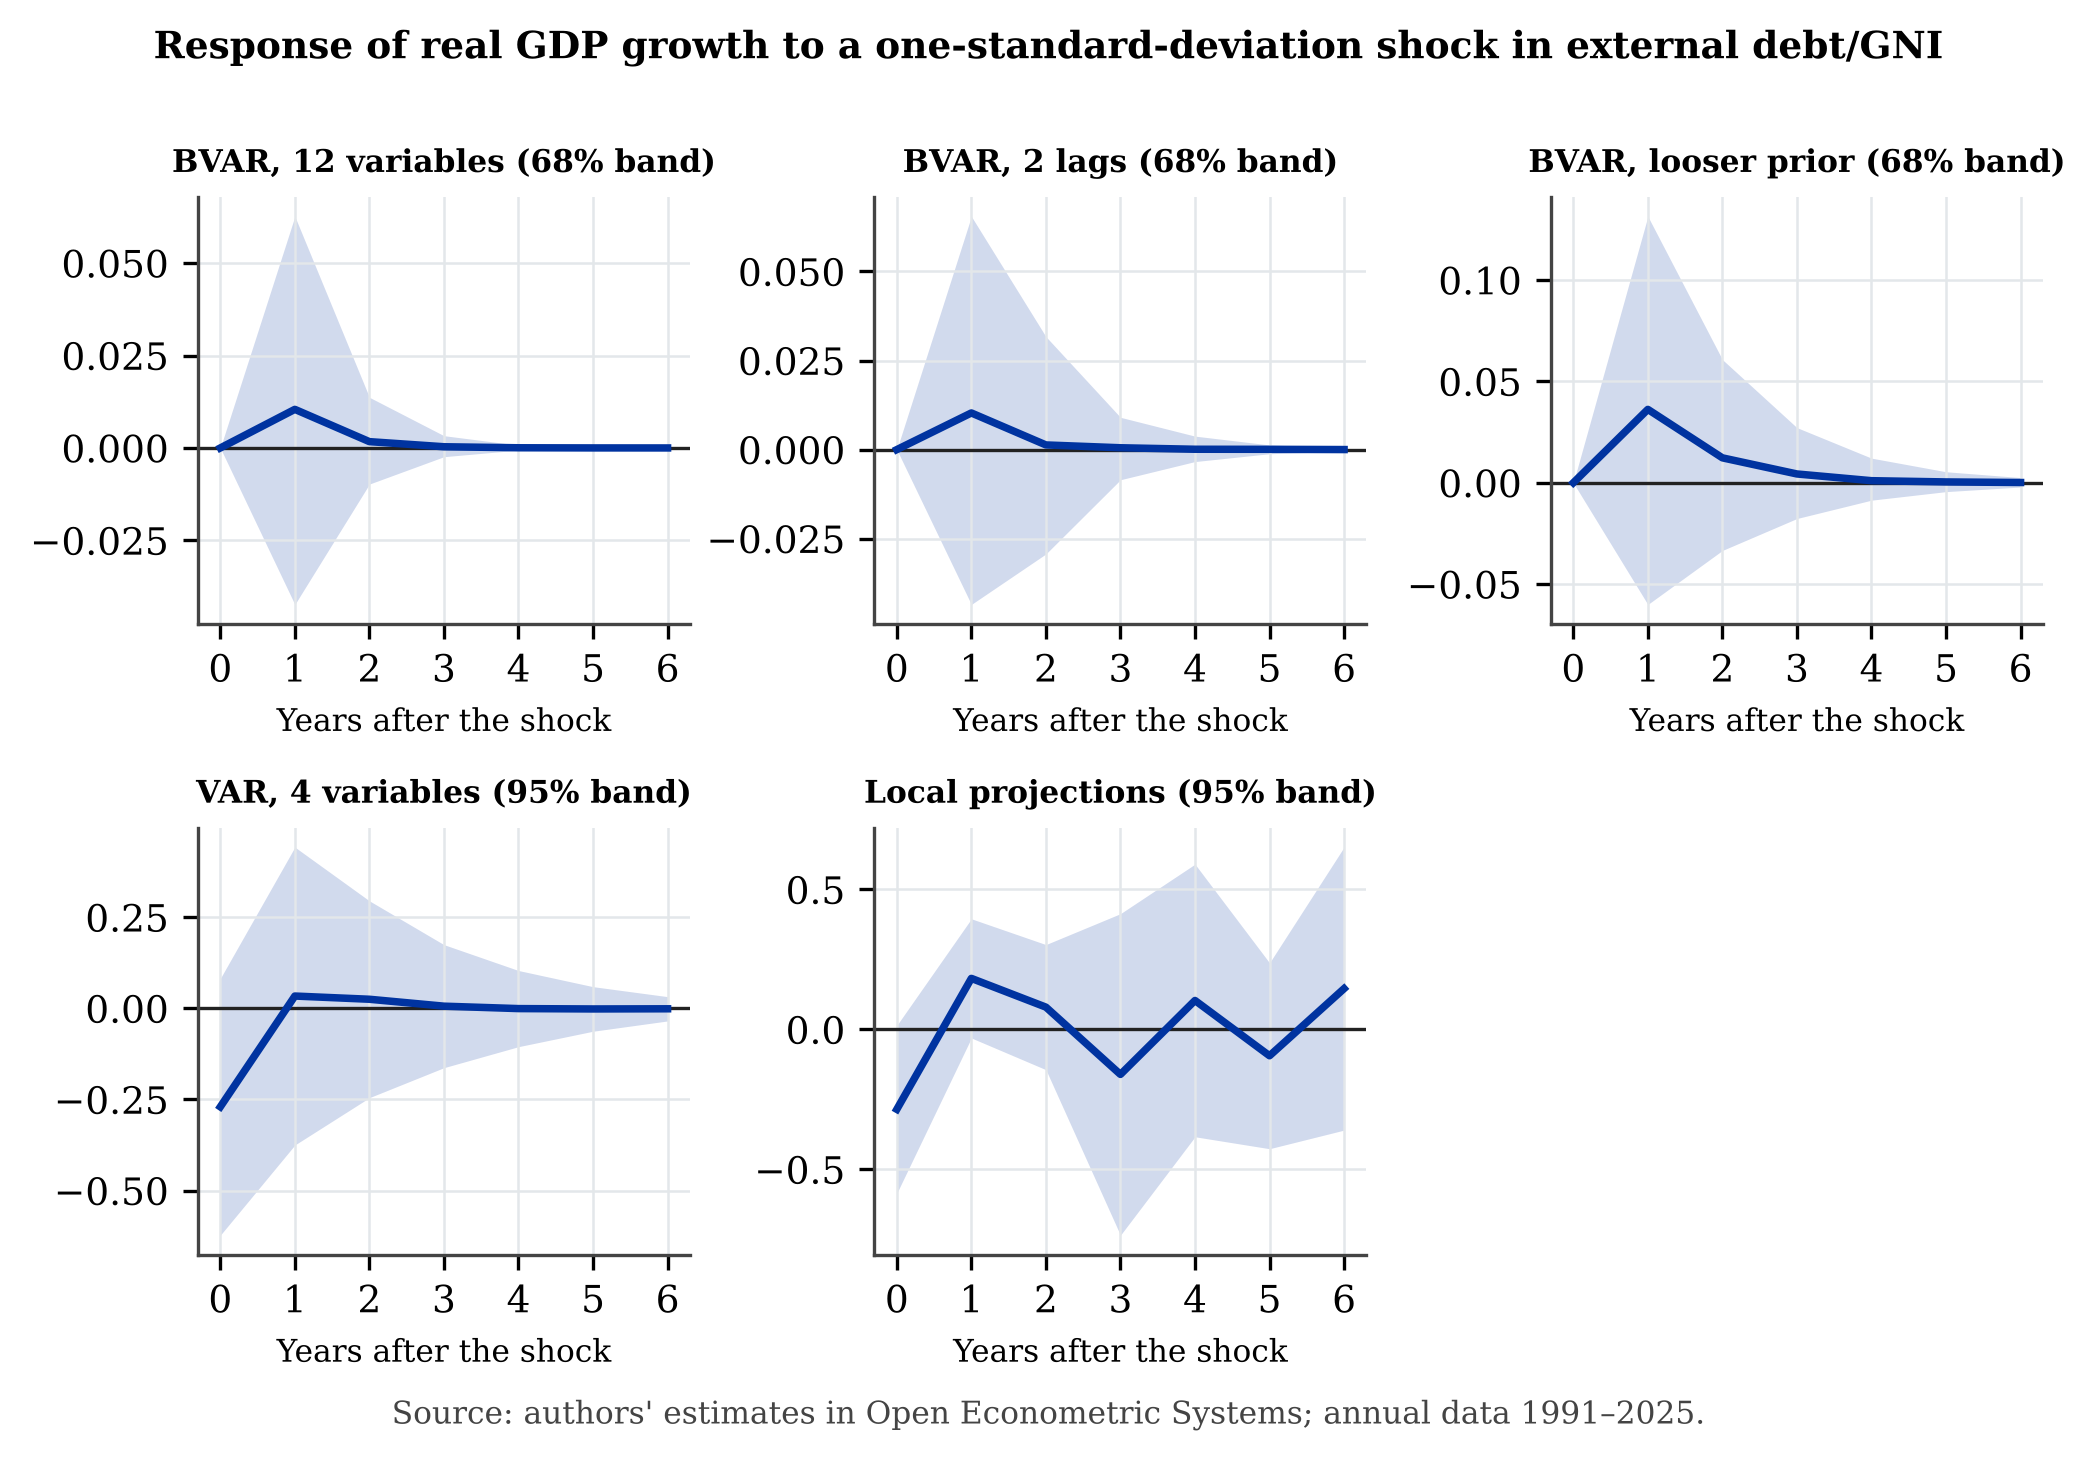 Response of real GDP growth to a one-standard-deviation shock in external debt/GNI
BVAR, 12 variables (68% band)
0.050
0.025
0.000
−0.025
0 1 2 3 4 5 6
Years after the shock
BVAR, 2 lags (68% band)
0.050
0.025
0.000
−0.025
0 1 2 3 4 5 6
Years after the shock
BVAR, looser prior (68% band)
0.10
0.05
0.00
−0.05
0 1 2 3 4 5 6
Years after the shock
VAR, 4 variables (95% band)
0.25
0.00
−0.25
−0.50
0 1 2 3 4 5 6
Years after the shock
Local projections (95% band)
0.5
0.0
−0.5
0 1 2 3 4 5 6
Years after the shock
Source: authors' estimates in Open Econometric Systems; annual data 1991–2025.